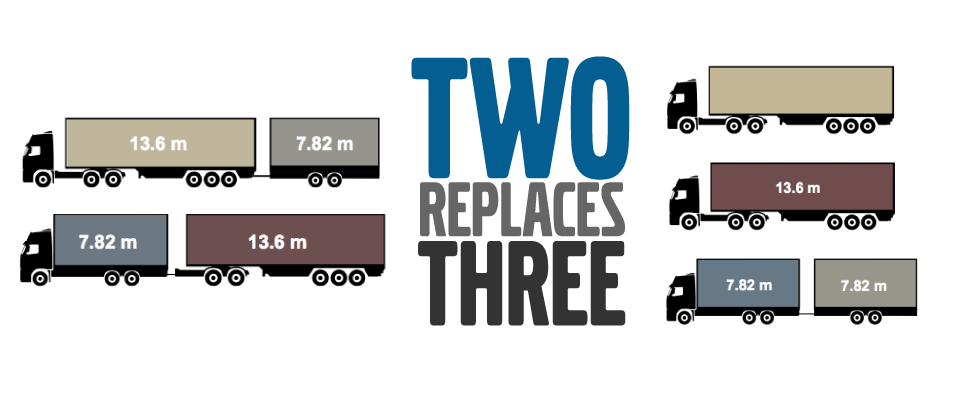 13.6 m
7.82 m
7.82 m
13.6 m
TWO
REPLACES
THREE
13.6 m
7.82 m
7.82 m